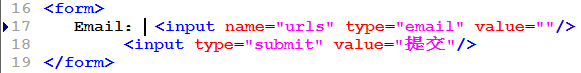 16 <form>
17 Email: <input name="urls" type="email" value=""/>
18 <input type="submit" value="提交"/>
19 </form>